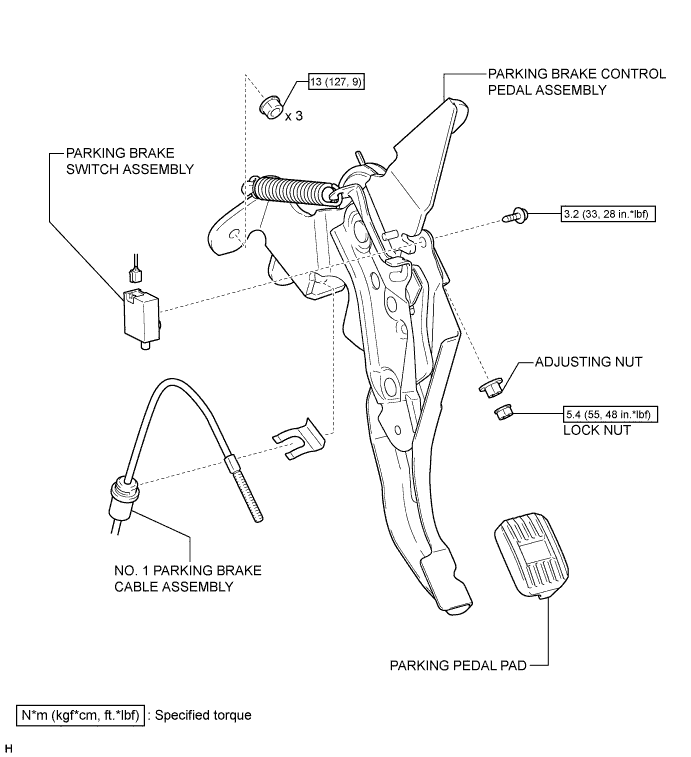 PARKING BRAKE CONTROL
PEDAL ASSEMBLY
13 (127, 9)
x 3
PARKING BRAKE
SWITCH ASSEMBLY
3.2 (33, 28 in.*lbf)
ADJUSTING NUT
5.4 (55, 48 in.*lbf)
LOCK NUT
NO. 1 PARKING BRAKE
CABLE ASSEMBLY
PARKING PEDAL PAD
N*m (kgf*cm, ft.*lbf) : Specified torque
H